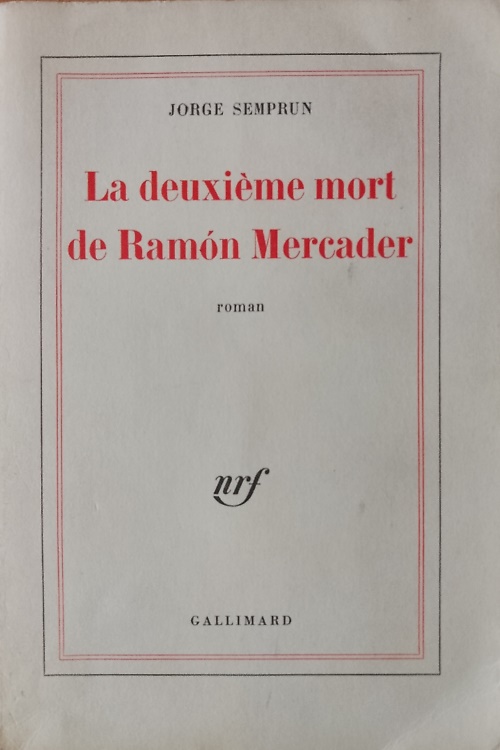 JORGE SEMPRUN
La deuxième mort
de Ramón Mercader
roman
nrf
GALLIMARD